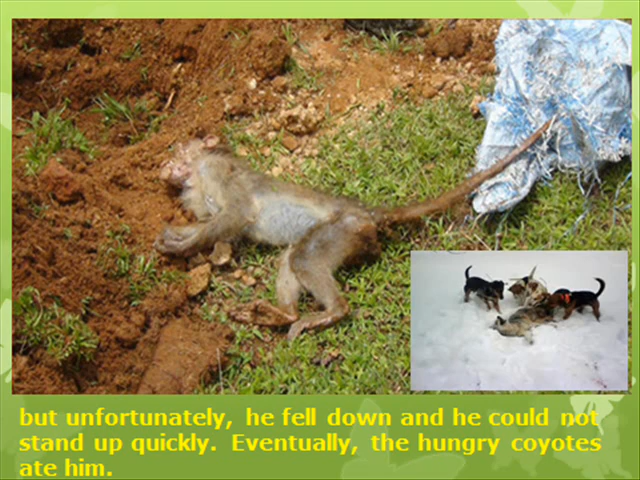 but unfortunately, he fell down and he could not
stand up quickly. Eventually, the hungry coyotes
ate him.